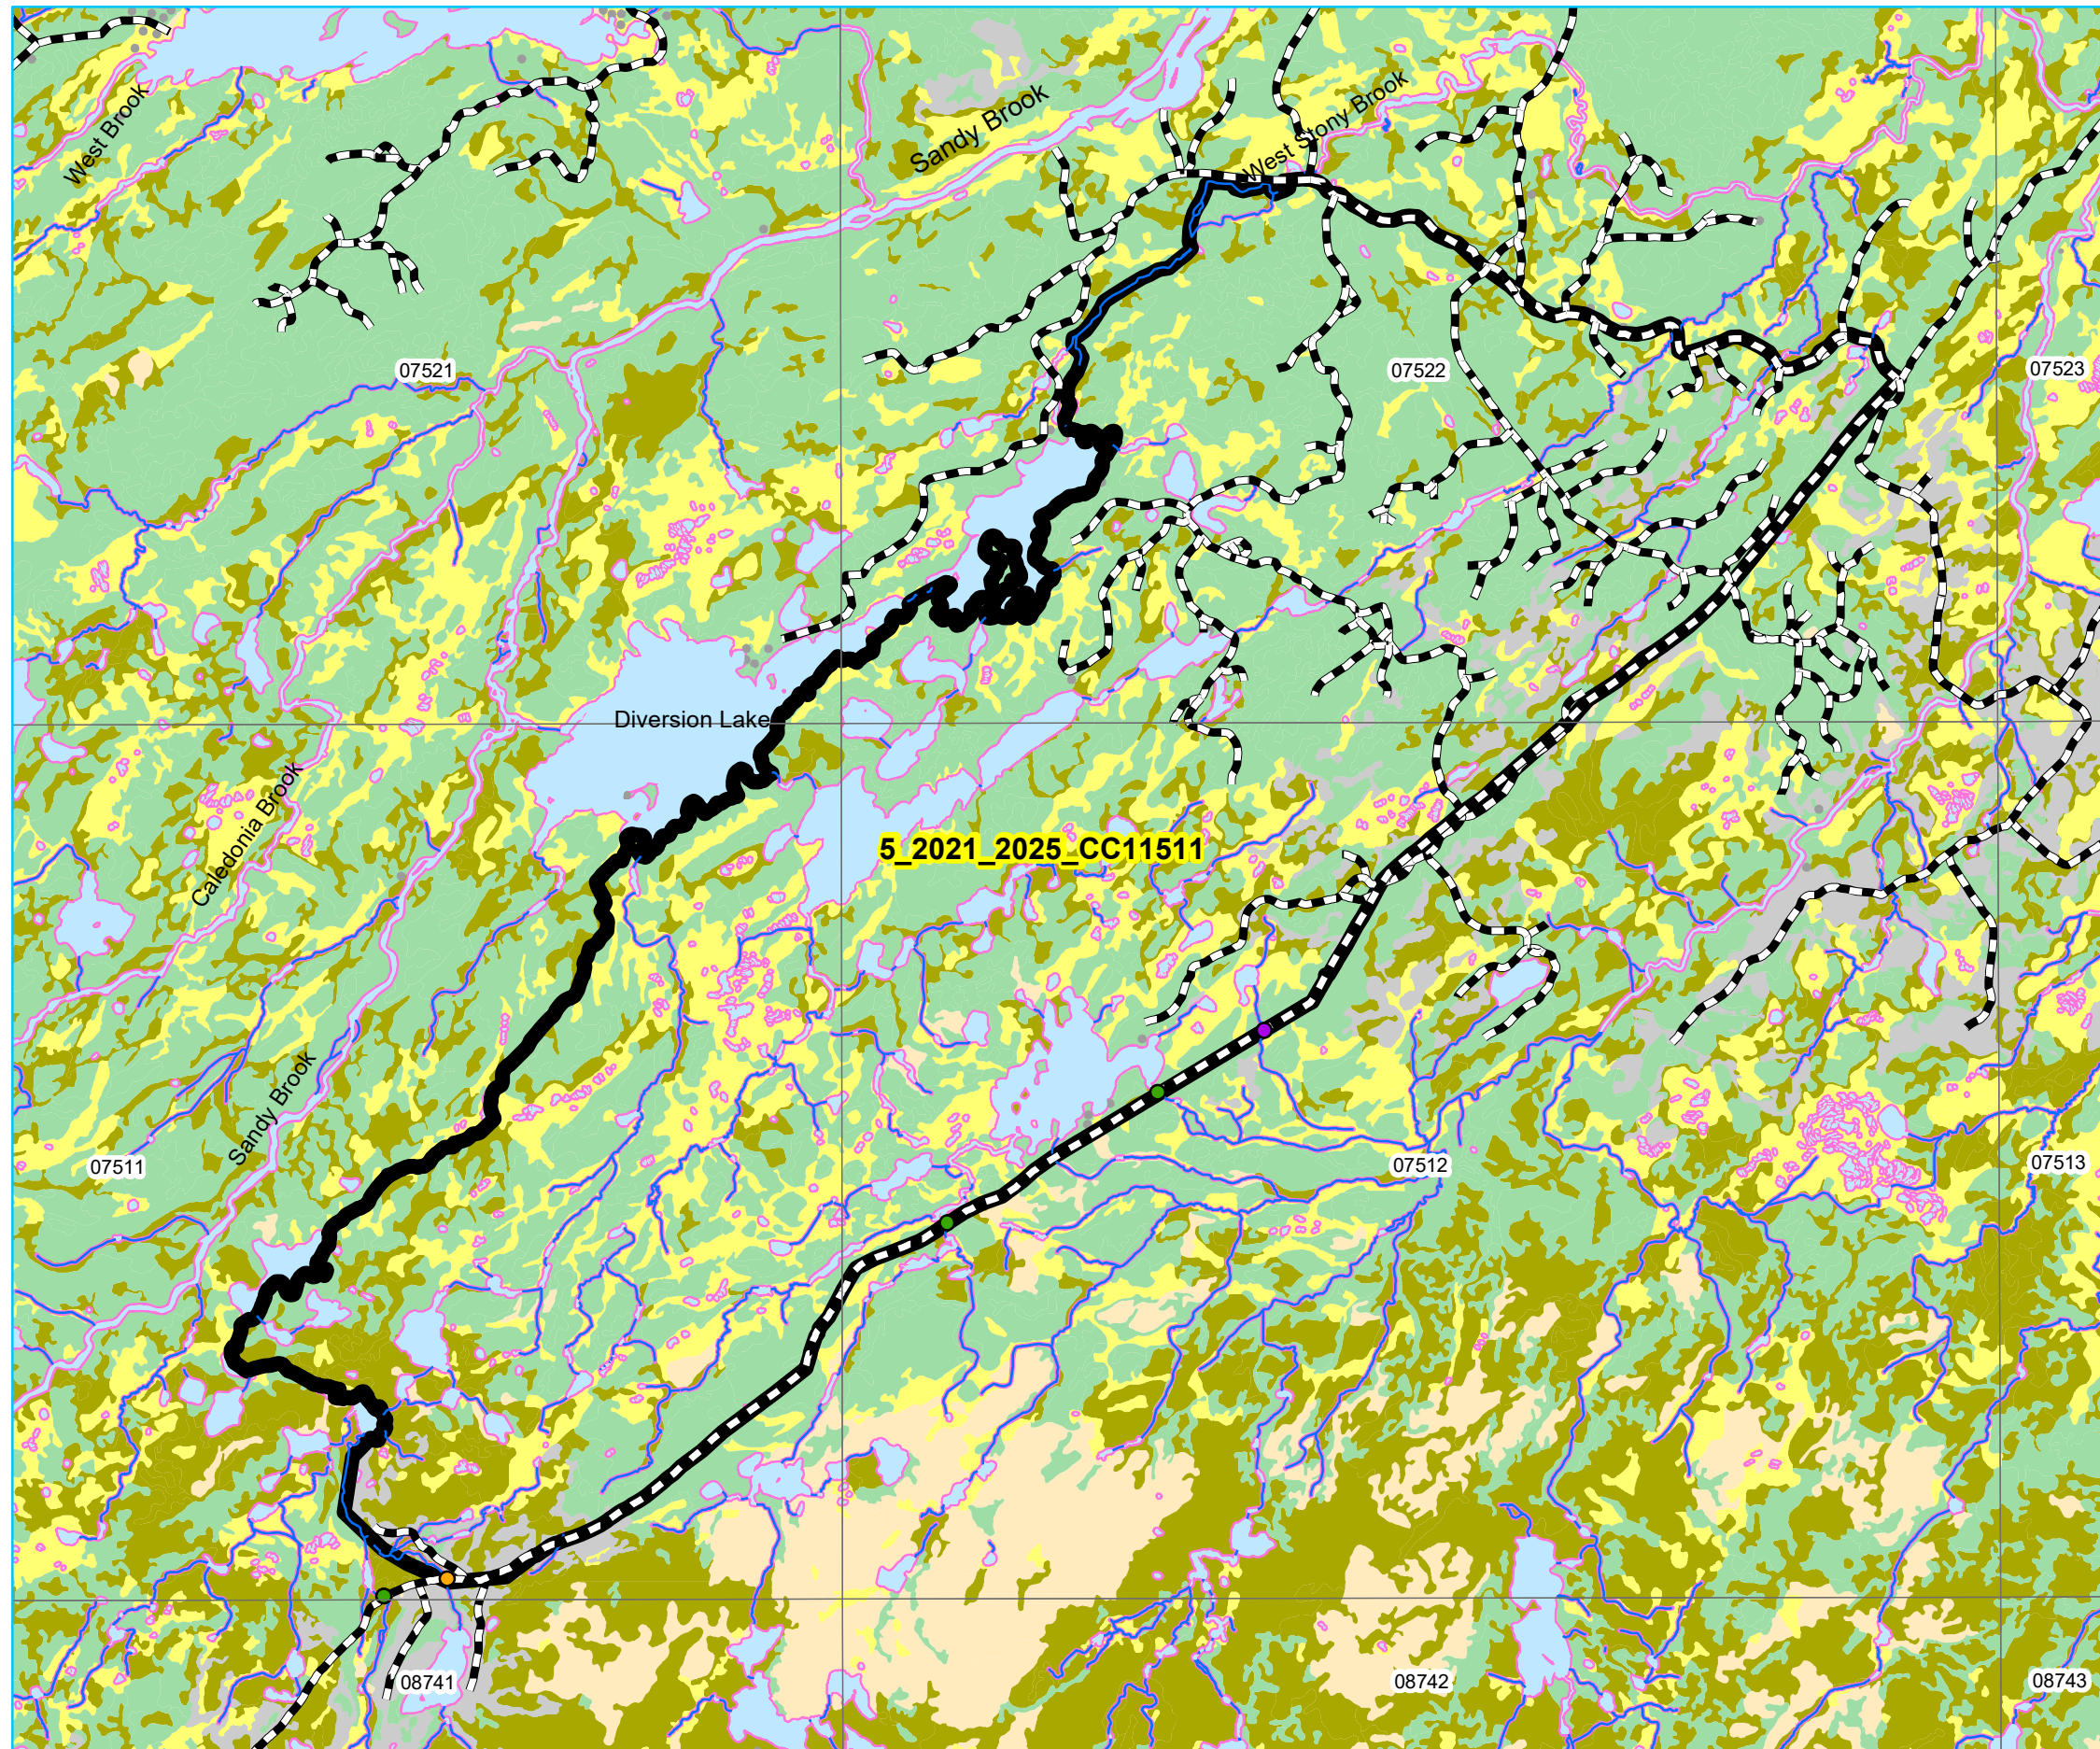 West Brook
Sandy Brook
West Stony Brook
07521
07522
07523
Diversion Lake
Caledonia Brook
5_2021_2025_CC11511
Sandy Brook
07511
07512
07513
08741
08742
08743